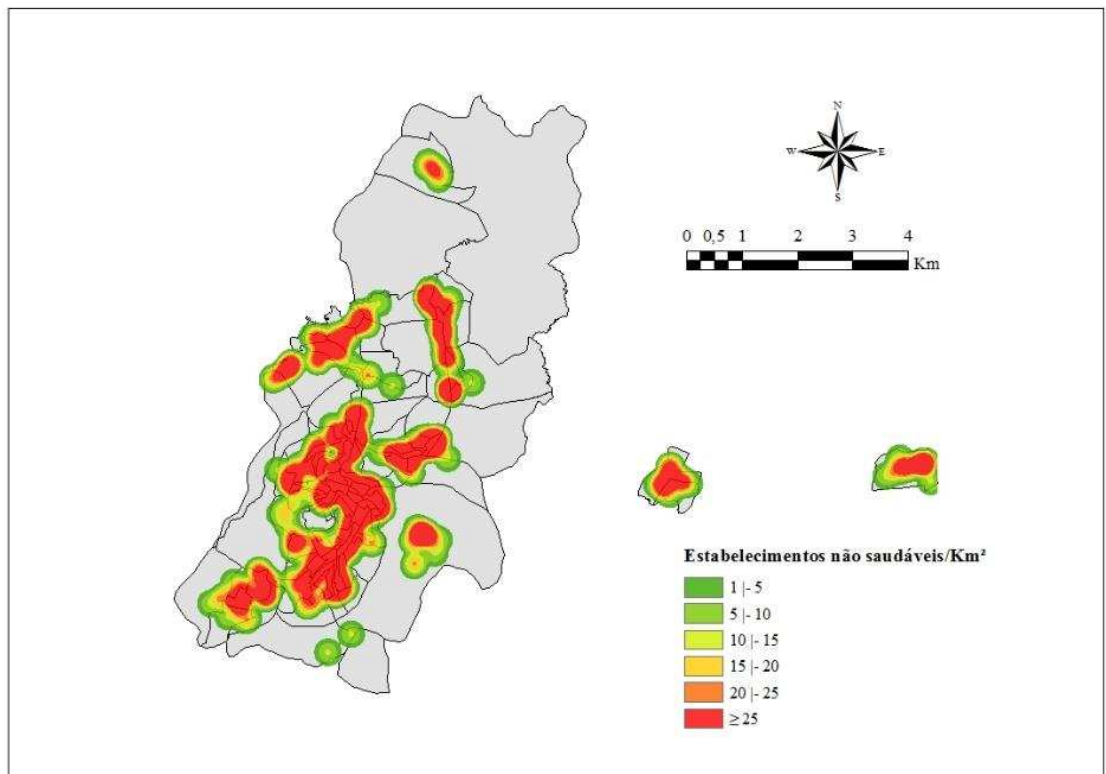 N
W E
S
0 0,5 1 2 3 4
Km
Estabelecimentos não saudáveis/Km²
1 |- 5
5 |- 10
10 |- 15
15 |- 20
20 |- 25
≥ 25